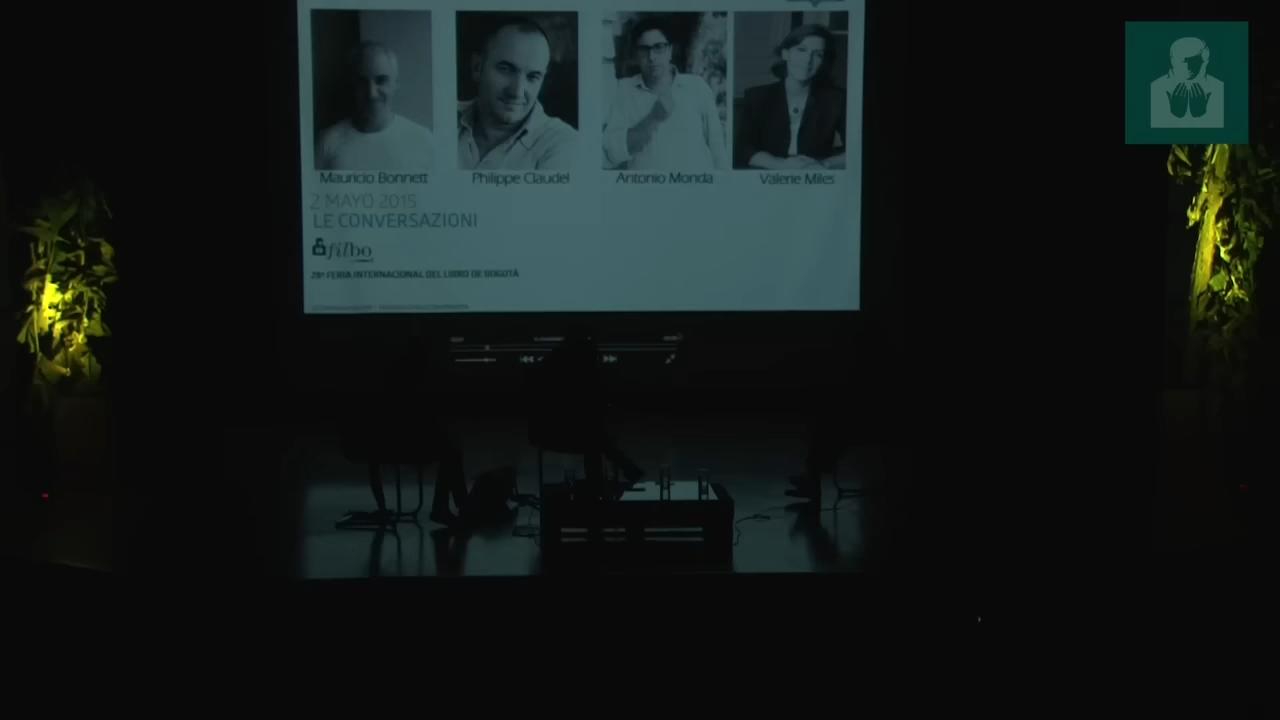 Mauricio Bonnett
Philippe Claudel
Antonio Monda
Valerie Miles
2 MAYO 2015
LE CONVERSAZIONI
filbo
28ª FERIA INTERNACIONAL DEL LIBRO DE BOGOTÁ